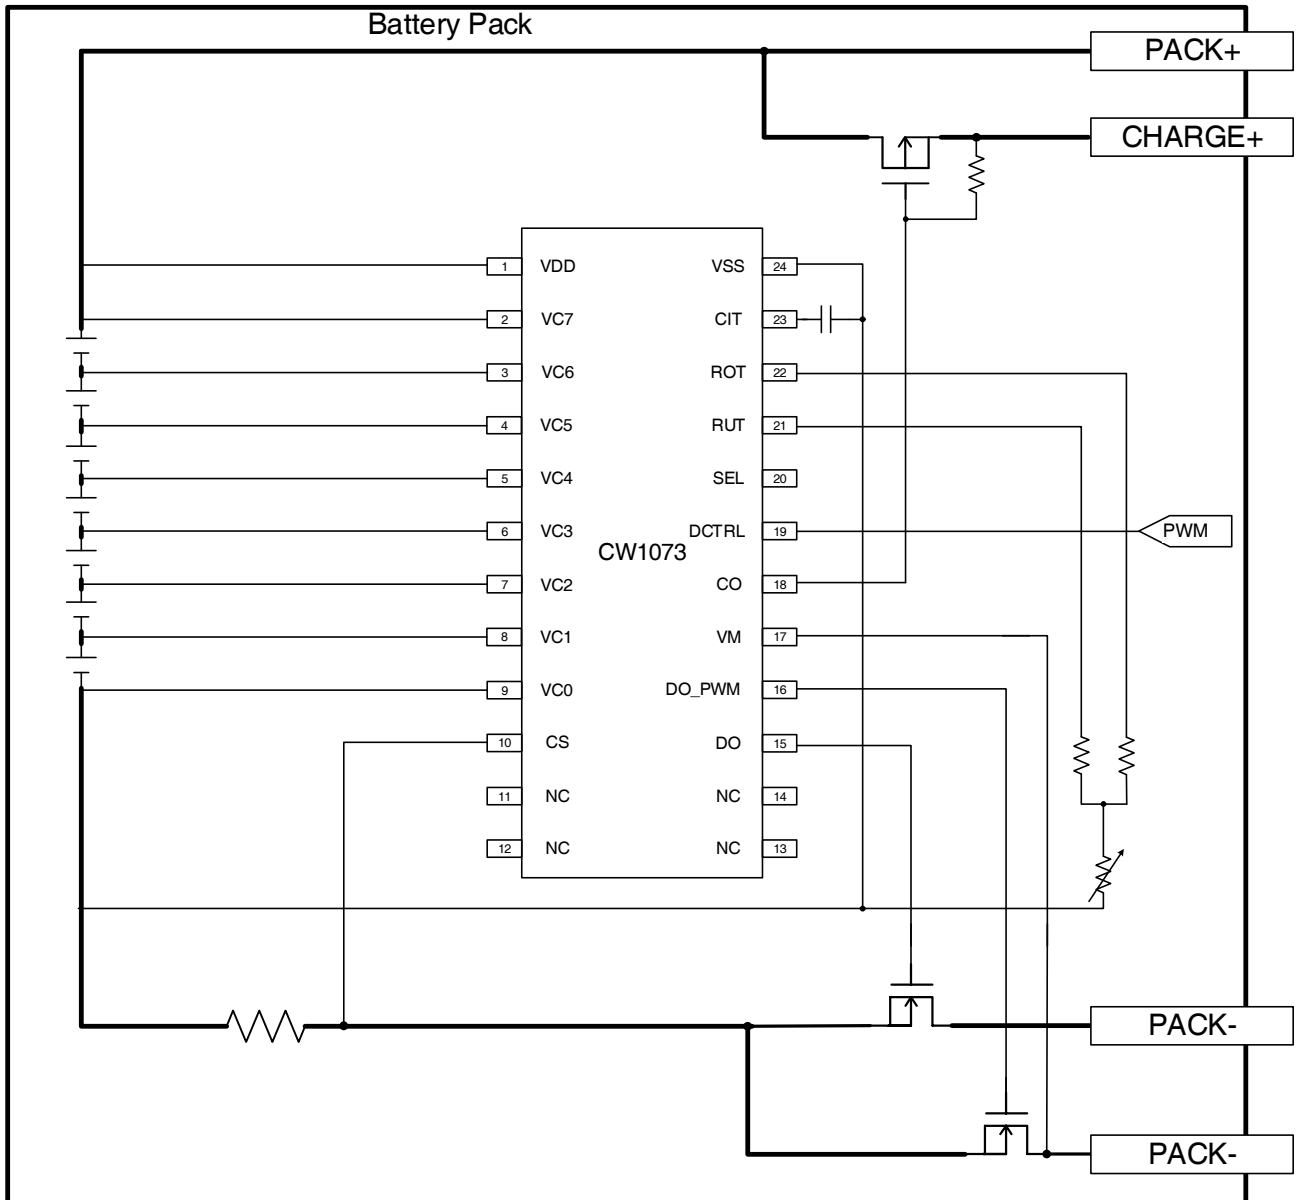 Battery Pack
PACK+
CHARGE+
1 VDD VSS 24
2 VC7 CIT 23
3 VC6 ROT 22
4 VC5 RUT 21
5 VC4 SEL 20
6 VC3 DCTRL 19
PWM
CW1073
7 VC2 CO 18
8 VC1 VM 17
9 VC0 DO_PWM 16
10 CS DO 15
11 NC NC 14
12 NC NC 13
PACK-
PACK-